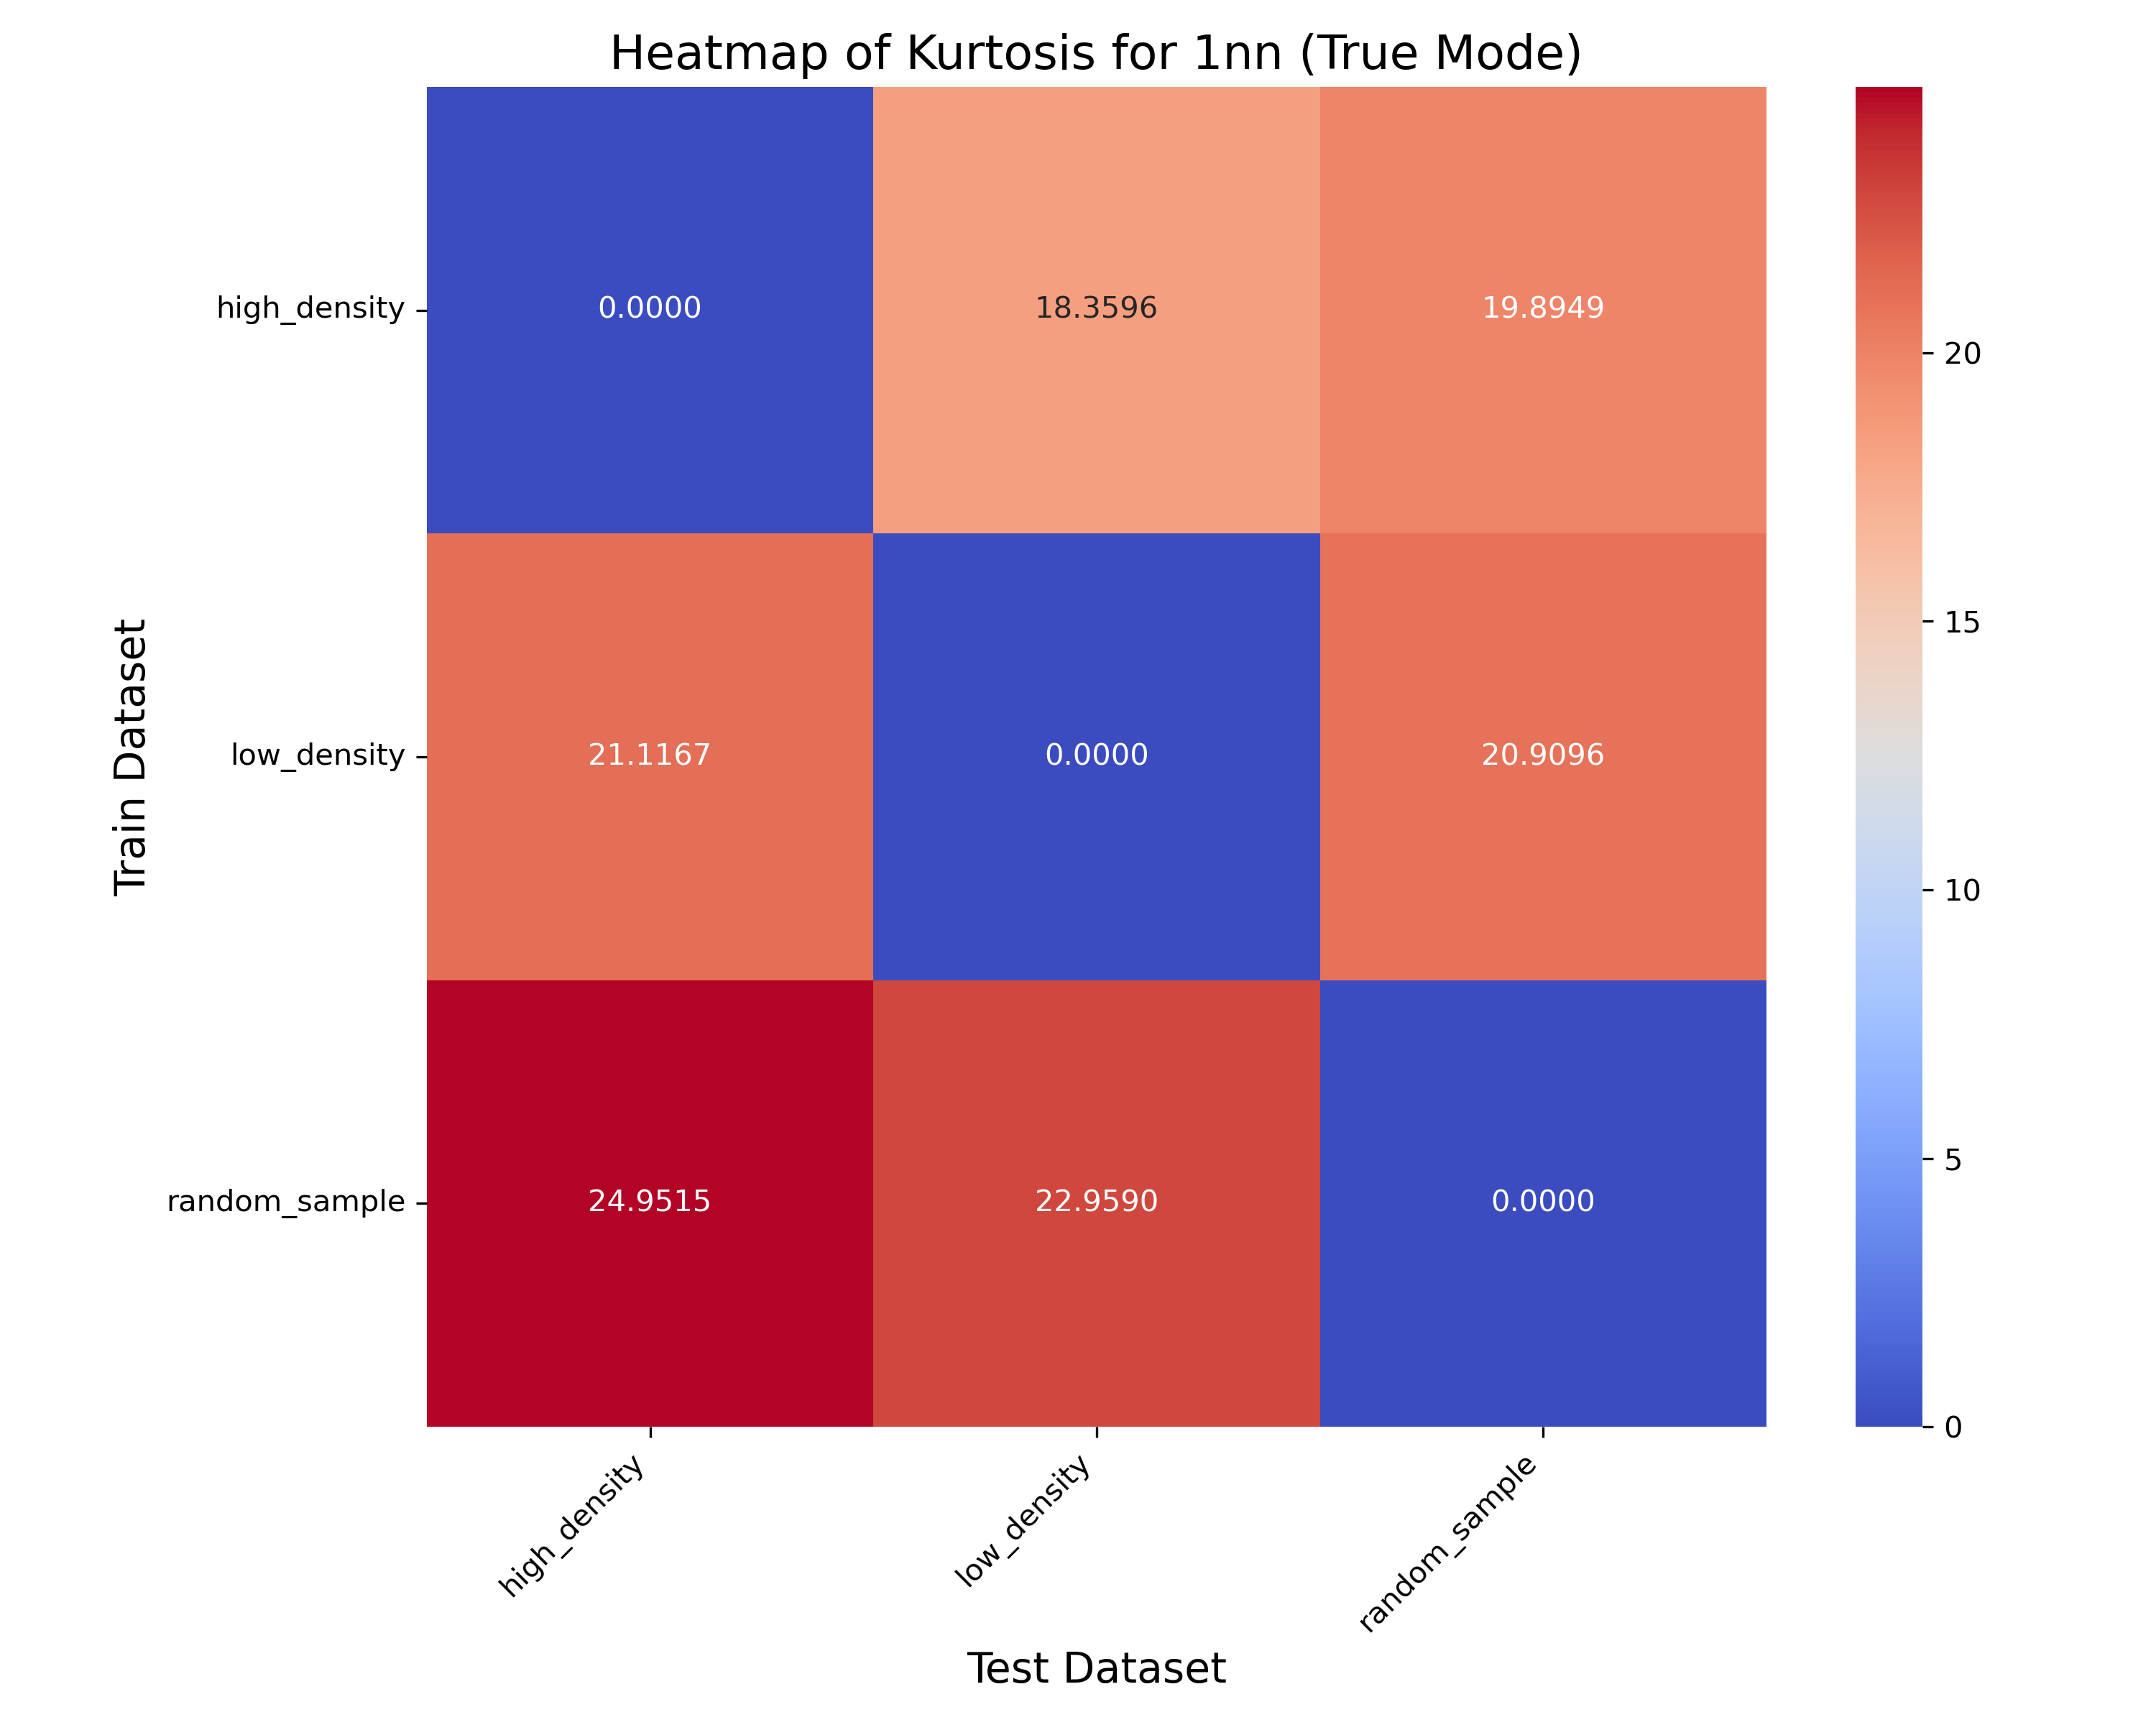 Heatmap of Kurtosis for 1nn (True Mode)
Train Dataset
high_density
0.0000
18.3596
19.8949
low_density
21.1167
0.0000
20.9096
random_sample
24.9515
22.9590
0.0000
high_density
low_density
random_sample
Test Dataset
20
15
10
5
0